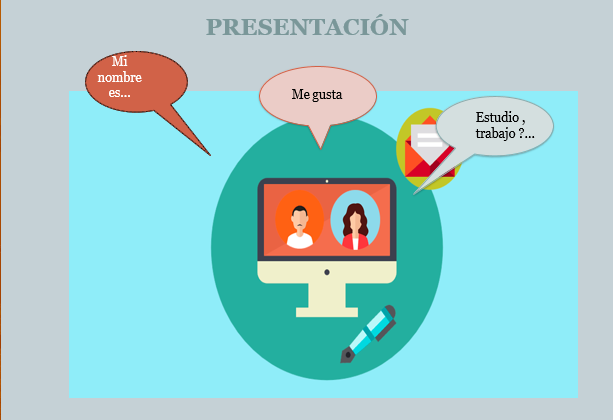 PRESENTACIÓN
Mi
nombre
es...
Me gusta
Estudio ,
trabajo ?...